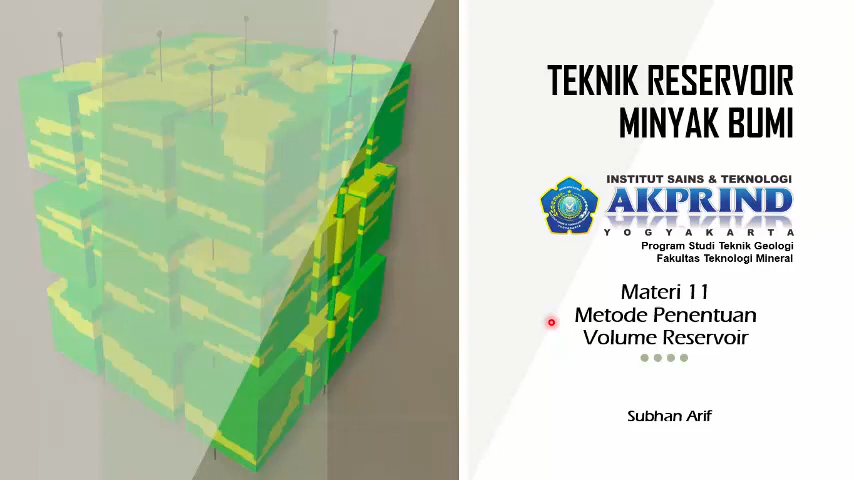 TEKNIK RESERVOIR
MINYAK BUMI
INSTITUT SAINS & TEKNOLOGI
AKPRIND
YOGYAKARTA
Program Studi Teknik Geologi
Fakultas Teknologi Mineral
Materi 11
Metode Penentuan
Volume Reservoir
Subhan Arif